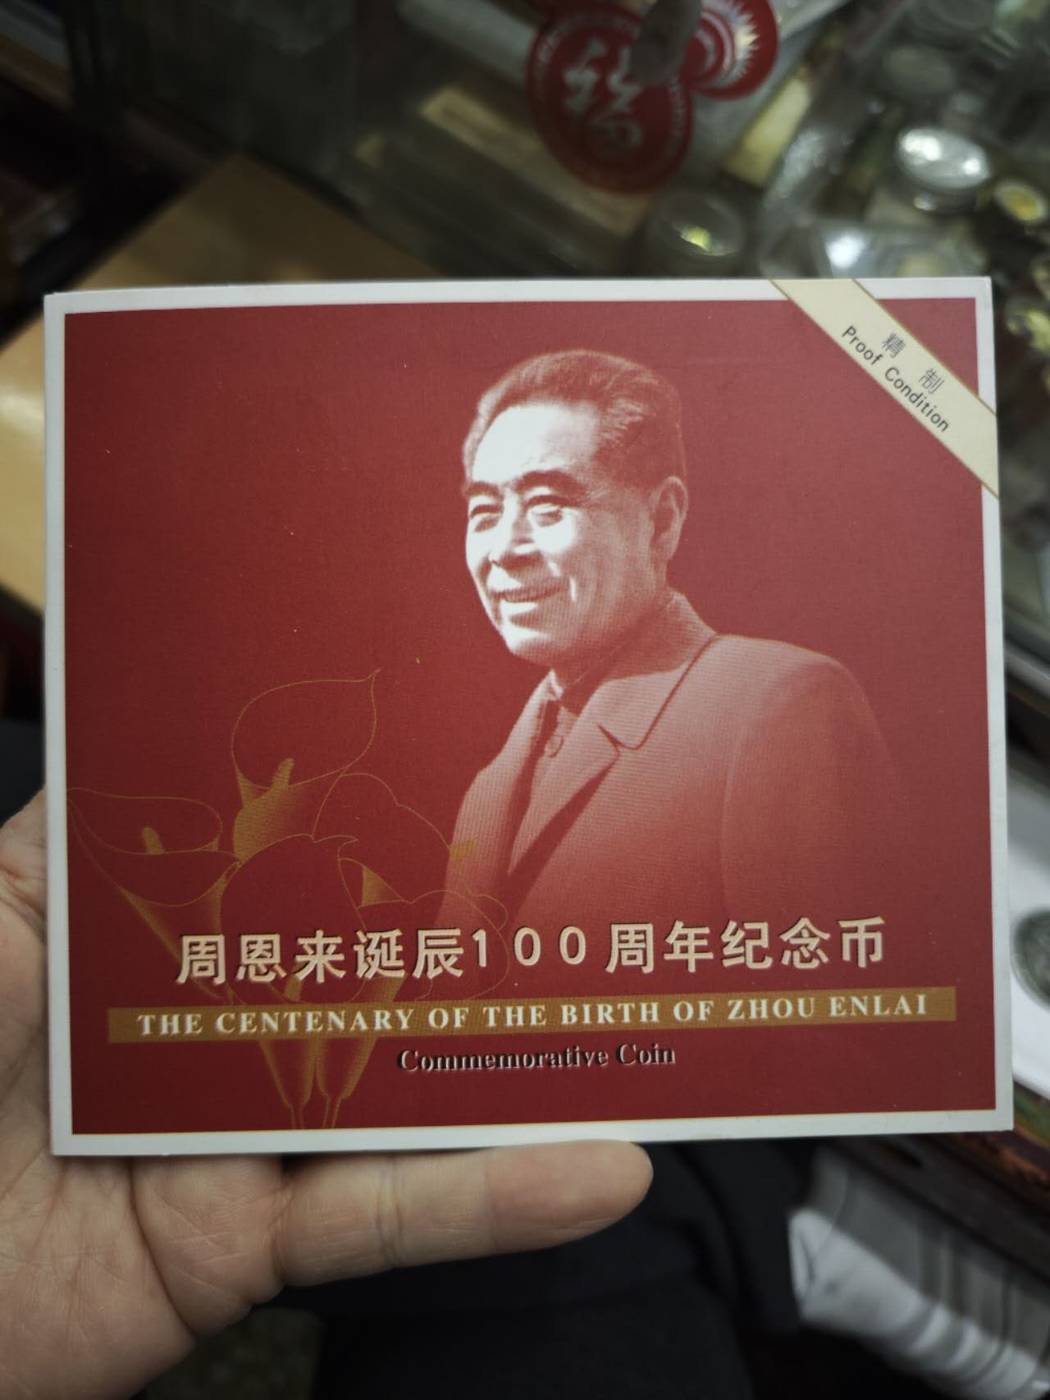 精 制
Proof Condition
周恩来诞辰100周年纪念币
THE CENTENARY OF THE BIRTH OF ZHOU ENLAI
Commemorative Coin